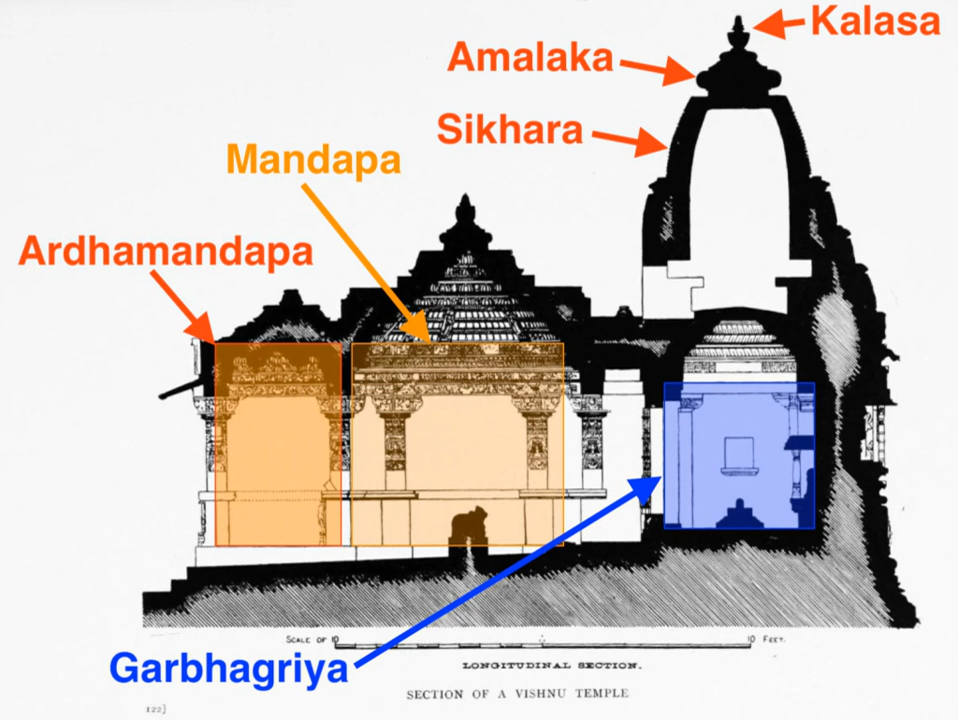 Kalasa
Amalaka
Sikhara
Mandapa
Ardhamandapa
SCALE OF 10
10 FEET.
LONGITUDINAL SECTION.
Garbhagriya
SECTION OF A VISHNU TEMPLE
122]